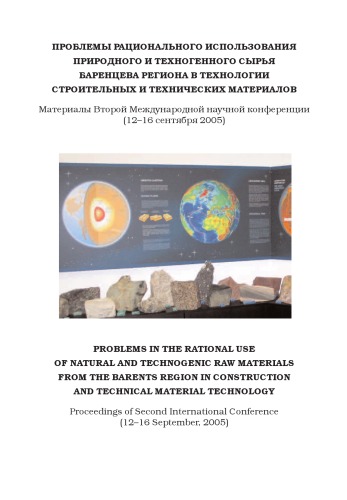 ПРОБЛЕМЫ РАЦИОНАЛЬНОГО ИСПОЛЬЗОВАНИЯ
ПРИРОДНОГО И ТЕХНОГЕННОГО СЫРЬЯ
БАРЕНЦЕВА РЕГИОНА В ТЕХНОЛОГИИ
СТРОИТЕЛЬНЫХ И ТЕХНИЧЕСКИХ МАТЕРИАЛОВ
Материалы Второй Международной научной конференции
(12–16 сентября 2005)
PROBLEMS IN THE RATIONAL USE
OF NATURAL AND TECHNOGENIC RAW MATERIALS
FROM THE BARENTS REGION IN CONSTRUCTION
AND TECHNICAL MATERIAL TECHNOLOGY
Proceedings of Second International Conference
(12–16 September, 2005)